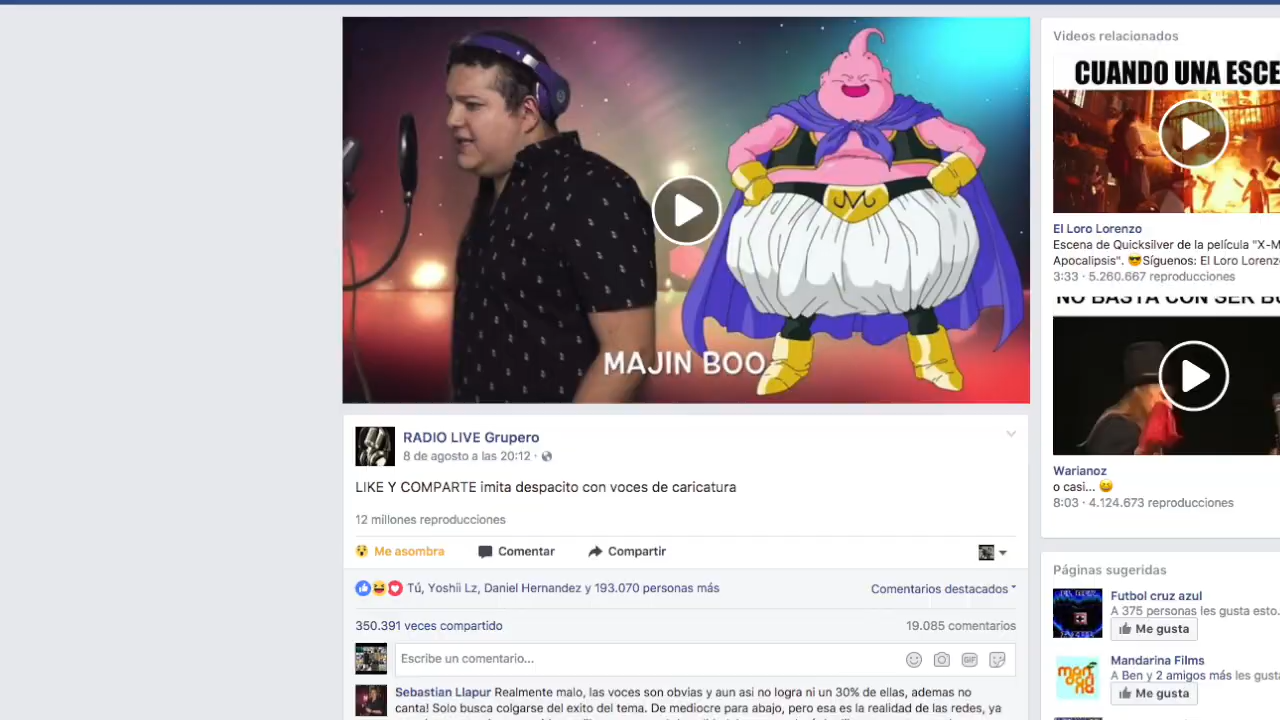 MAJIN BOO
RADIO LIVE Grupero
8 de agosto a las 20:12 ·
LIKE Y COMPARTE imita despacito con voces de caricatura
12 millones reproducciones
Me asombra
Comentar
Compartir
Tú, Yoshii Lz, Daniel Hernandez y 193.070 personas más
Comentarios destacados
350.391 veces compartido
19.085 comentarios
Escribe un comentario...
GIF
Sebastian Llapur Realmente malo, las voces son obvias y aun asi no logra ni un 30% de ellas, ademas no
canta! Solo busca colgarse del exito del tema. De mediocre para abajo, pero esa es la realidad de las redes, ya
Videos relacionados
CUANDO UNA ESCE
El Loro Lorenzo
Escena de Quicksilver de la película "X-M
Apocalipsis". 😎Síguenos: El Loro Lorenzo
3:33 · 5.260.667 reproducciones
NO BASTA CON SER BU
Warianoz
o casi... 😄
8:03 · 4.124.673 reproducciones
Páginas sugeridas
Futbol cruz azul
A 375 personas les gusta esto.
Me gusta
Mandarina Films
A Ben y 2 amigos más les gusta
Me gusta